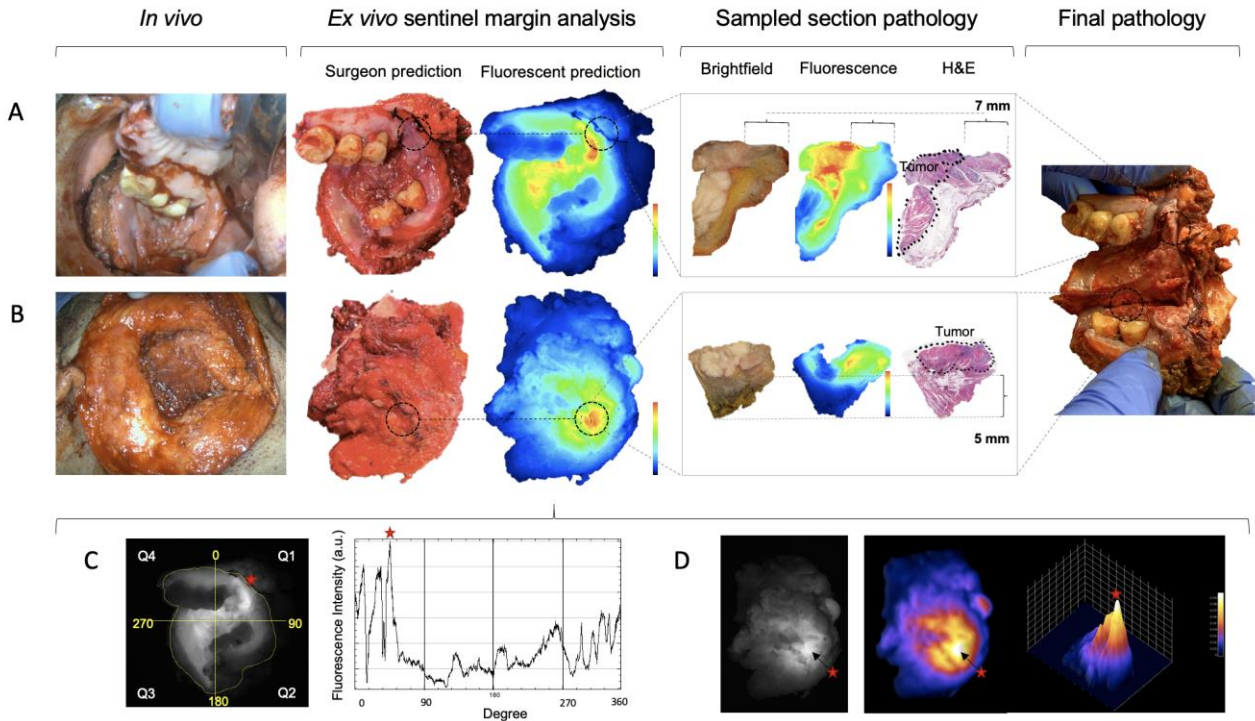 In vivo
Ex vivo sentinel margin analysis
Sampled section pathology
Final pathology
Surgeon prediction
Fluorescent prediction
Brightfield
Fluorescence
H&E
A
7 mm
Tumor
B
Tumor
5 mm
C
Q4
0
Q1
270
90
Q3
180
Q2
Fluorescence Intensity (a.u.)
0
90
180
270
360
Degree
D